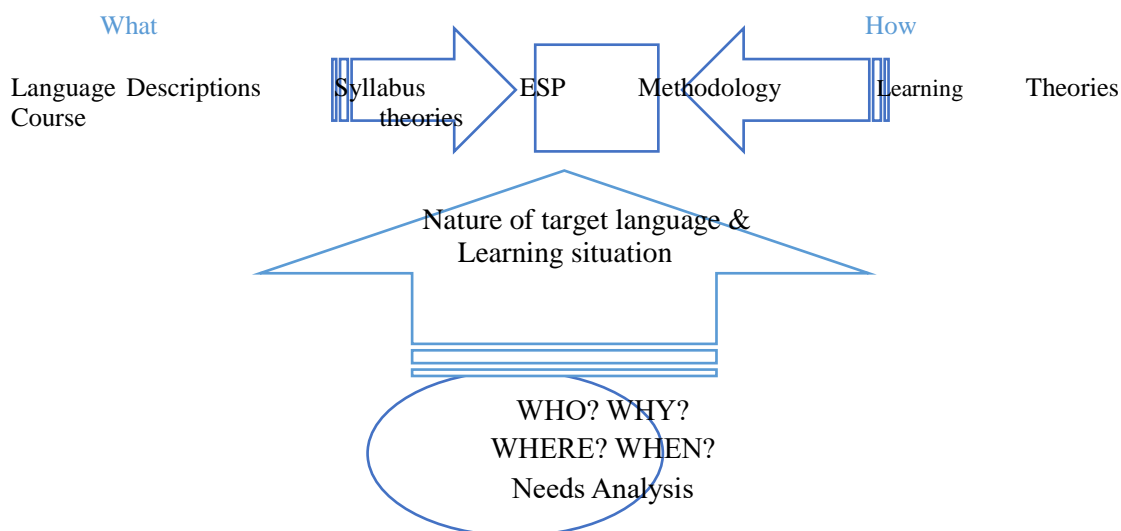 What How
Language Descriptions Syllabus ESP Methodology Learning Theories
Course theories
Nature of target language &
Learning situation
WHO? WHY?
WHERE? WHEN?
Needs Analysis